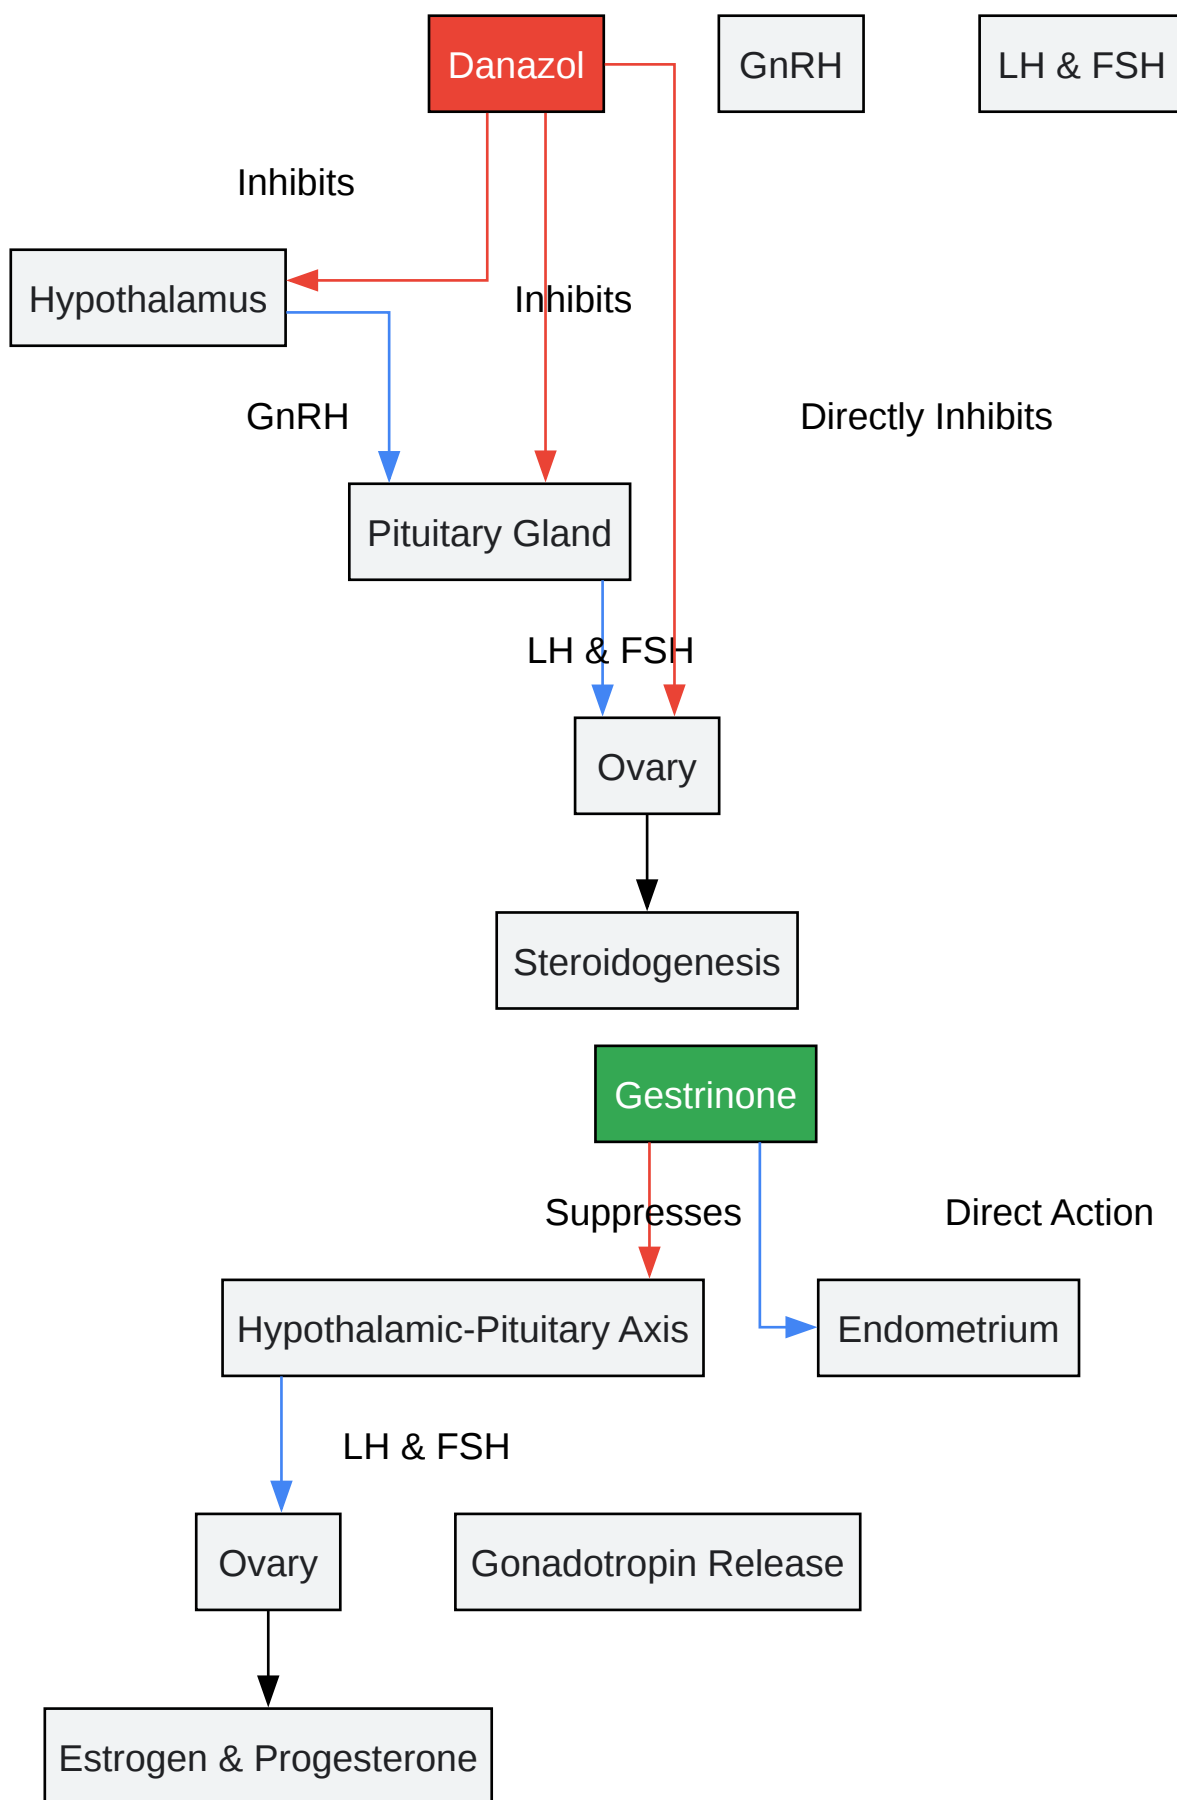 Danazol
GnRH
LH & FSH
Inhibits
Hypothalamus
Inhibits
GnRH
Directly Inhibits
Pituitary Gland
LH & FSH
Ovary
Steroidogenesis
Gestrinone
Suppresses
Direct Action
Hypothalamic-Pituitary Axis
Endometrium
LH & FSH
Ovary
Gonadotropin Release
Estrogen & Progesterone